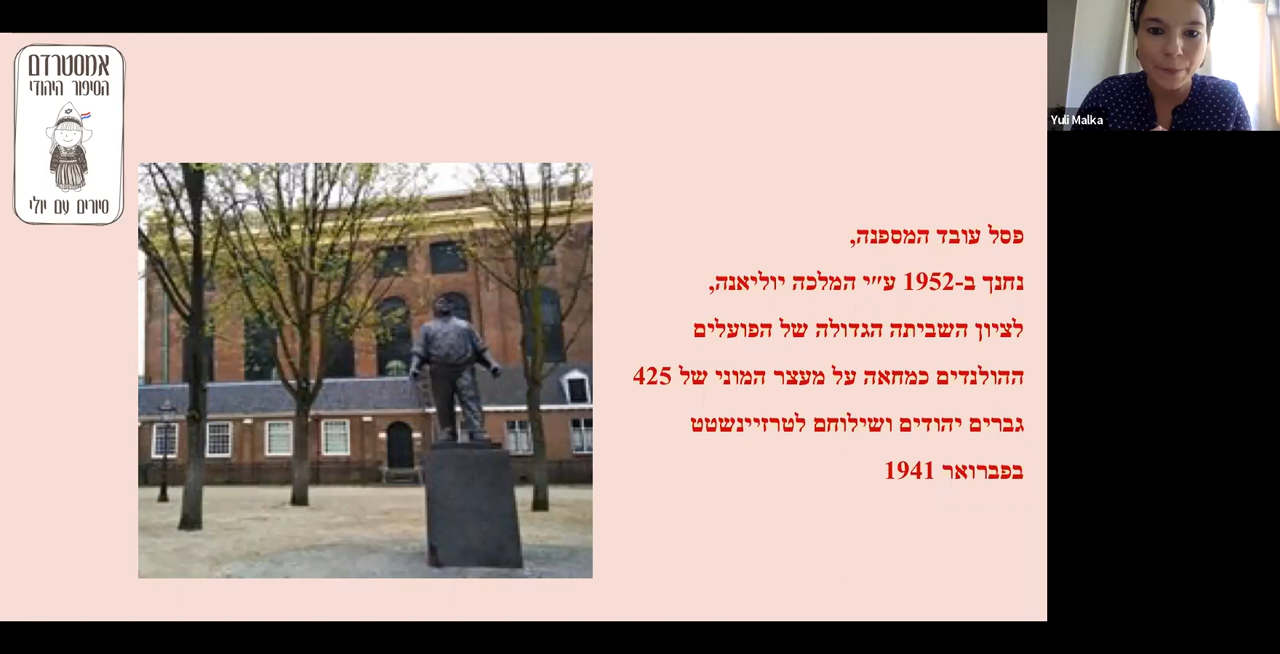 אמסטרדם
הסיפור היהודי
סיורים עם יולי
פסל עובד המספנה,
נחנך ב-1952 ע״י המלכה יוליאנה,
לציון השביתה הגדולה של הפועלים
ההולנדים כמחאה על מעצר המוני של 425
גברים יהודים ושילוחם לטרזיינשטט
בפברואר 1941
Yuli Malka